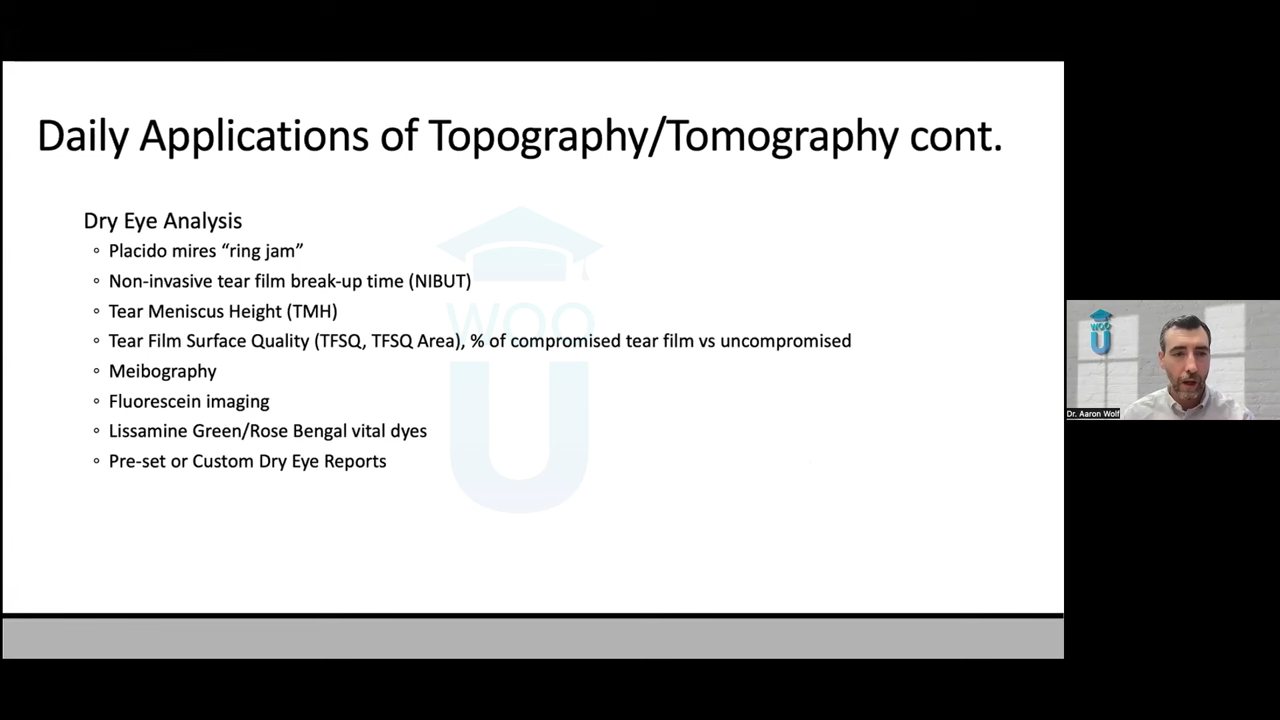 Daily Applications of Topography/Tomography cont.
Dry Eye Analysis
Placido mires “ring jam”
Non-invasive tear film break-up time (NIBUT)
Tear Meniscus Height (TMH)
Tear Film Surface Quality (TFSQ, TFSQ Area), % of compromised tear film vs uncompromised
Meibography
Fluorescein imaging
Lissamine Green/Rose Bengal vital dyes
Pre-set or Custom Dry Eye Reports
WOO
U
WOO
U
Dr. Aaron Wolf